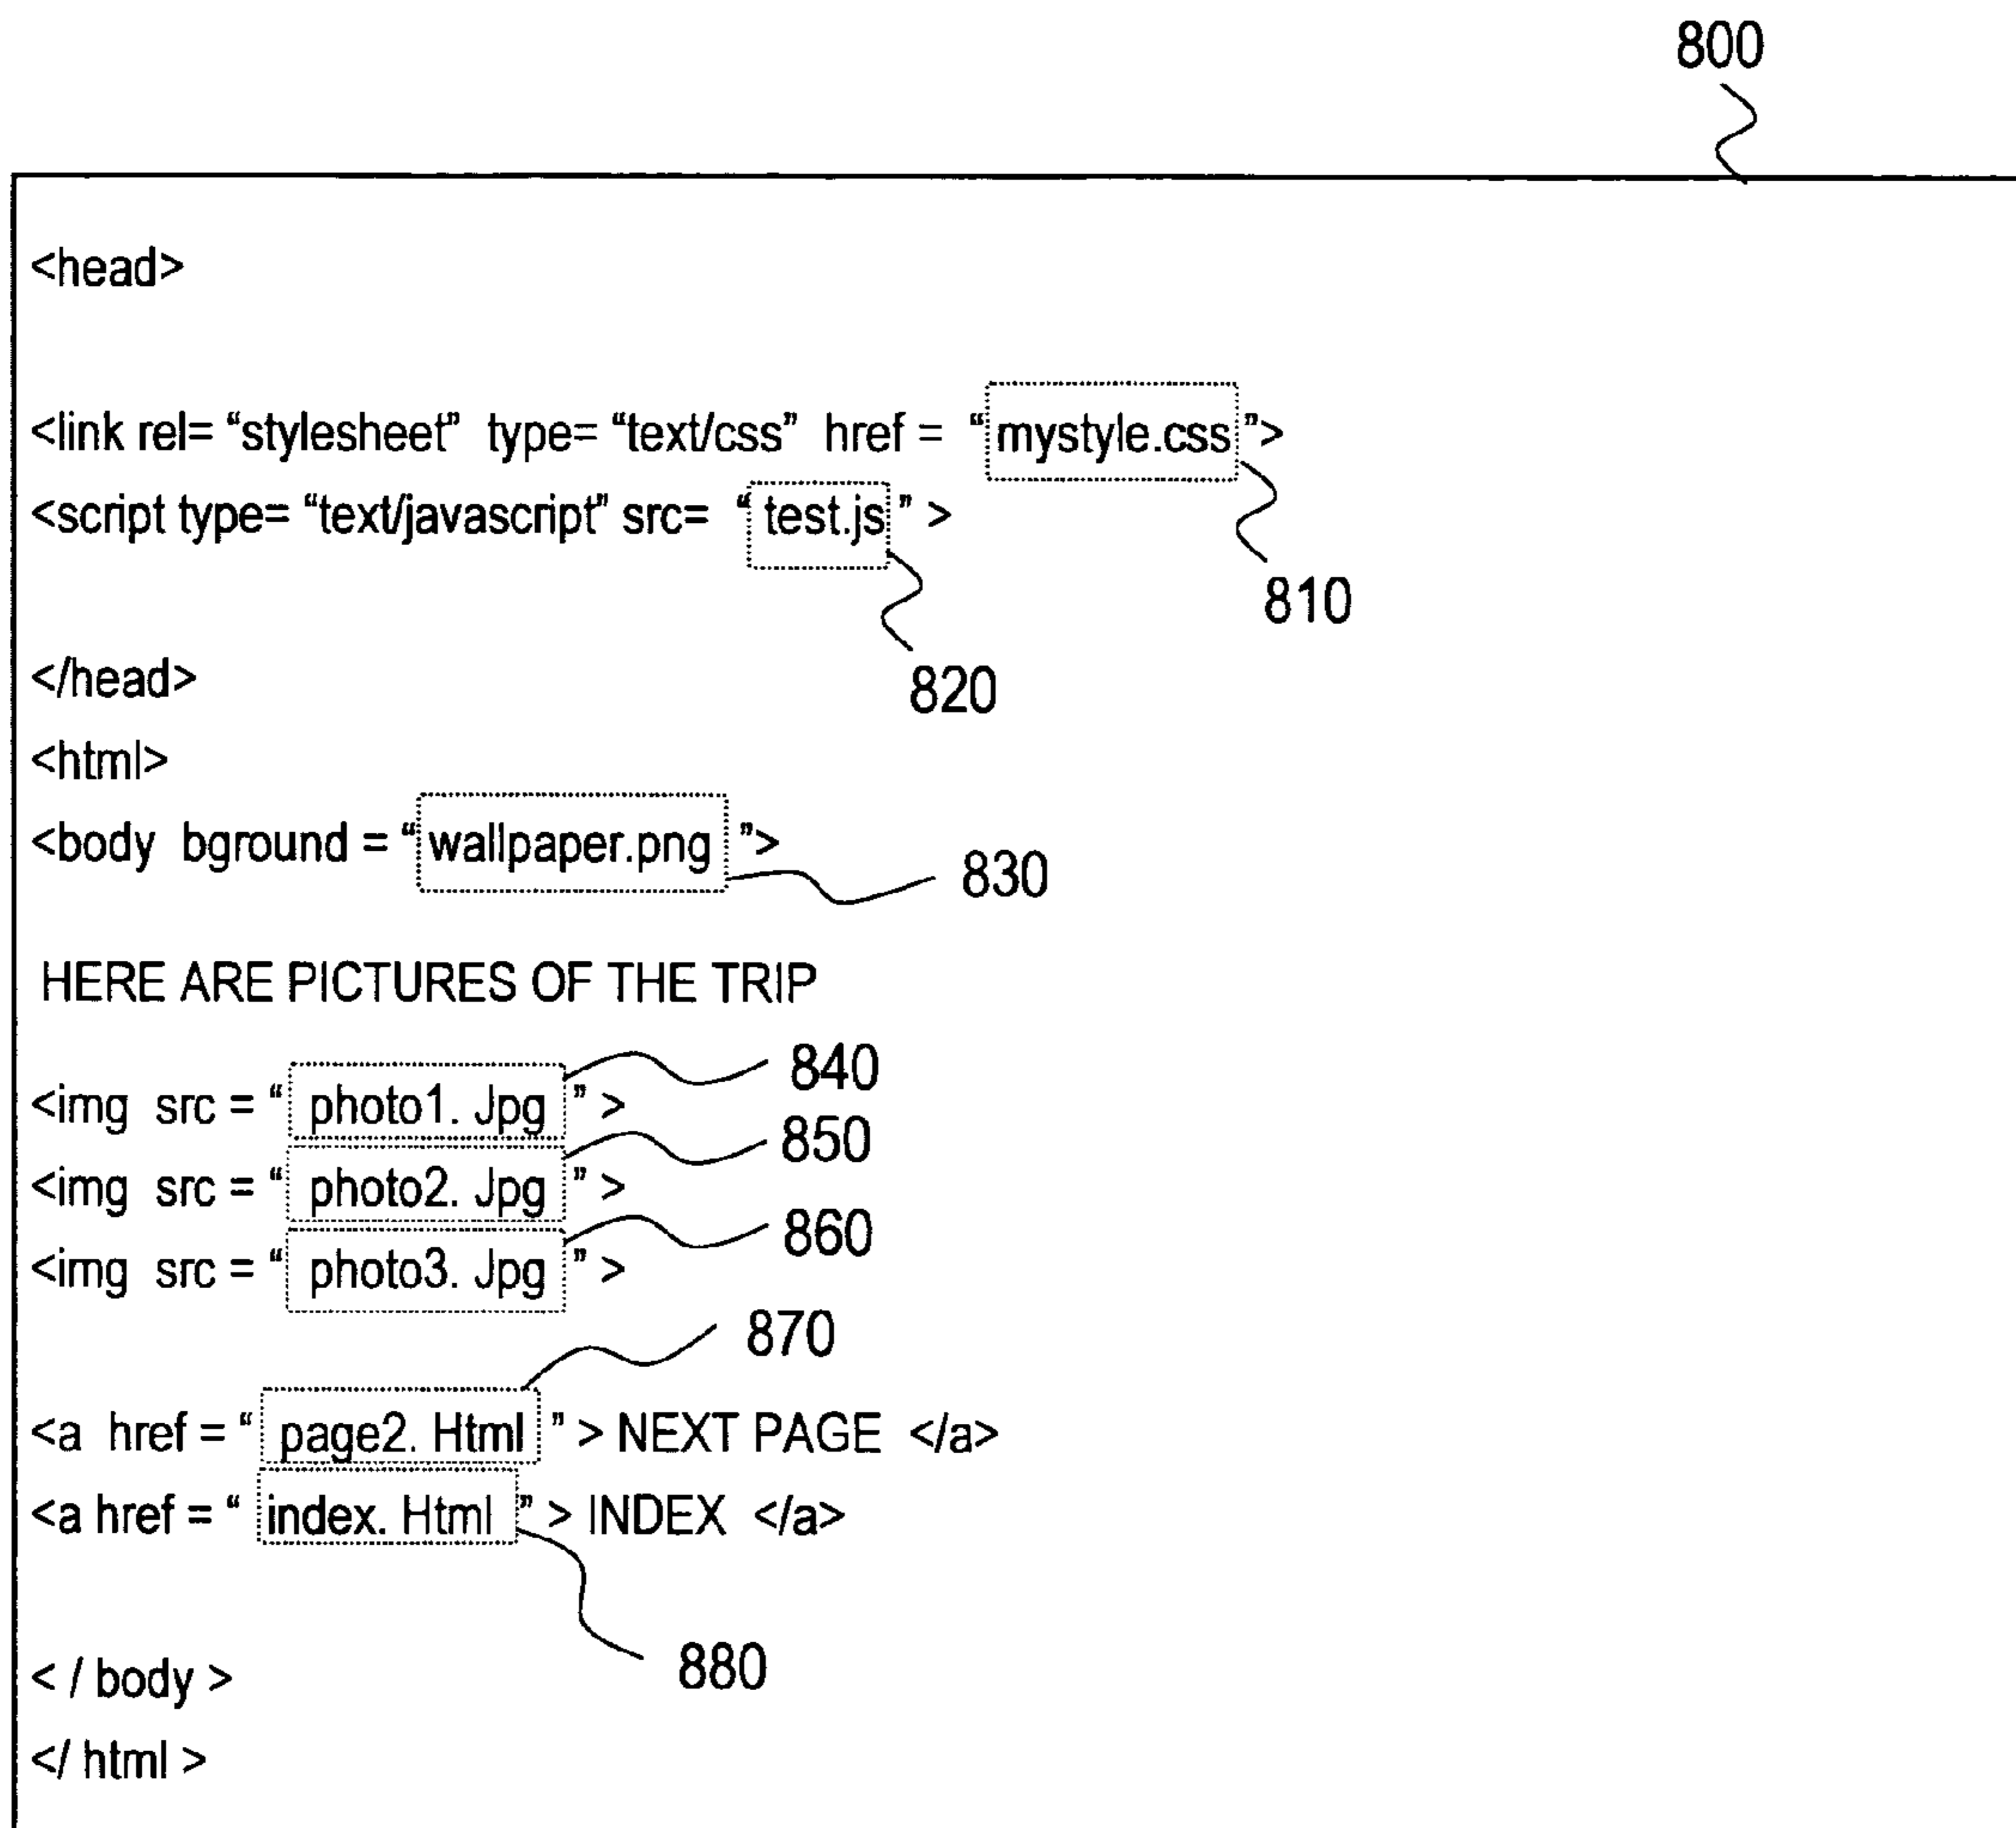 800
<head>
<link rel= “stylesheet” type= “text/css” href = “mystyle.css”>
<script type= “text/javascript” src= “ test.js ” >
810
</head>
820
<html>
<body bground = “ wallpaper.png ”>
830
HERE ARE PICTURES OF THE TRIP
840
<img src = “ photo1. Jpg ” >
850
<img src = “ photo2. Jpg ” >
860
<img src = “ photo3. Jpg ” >
870
<a href = “ page2. Html ” > NEXT PAGE </a>
<a href = “ index. Html ” > INDEX </a>
880
< / body >
</ html >